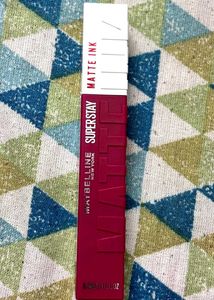 MATTE INK
SUPERSTAY
MAYBELLINE
NEW YORK
MATTE